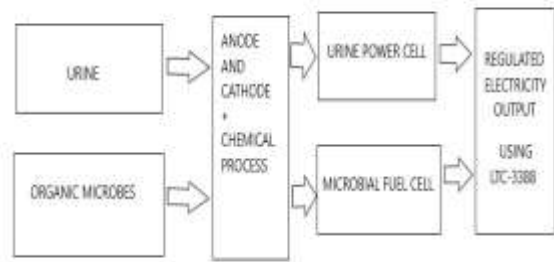 URINE
ORGANIC MICROBES
ANODE
AND
CATHODE
+
CHEMICAL
PROCESS
URINE POWER CELL
MICROBIAL FUEL CELL
REGULATED
ELECTRICITY
OUTPUT
USING
LTC-3388